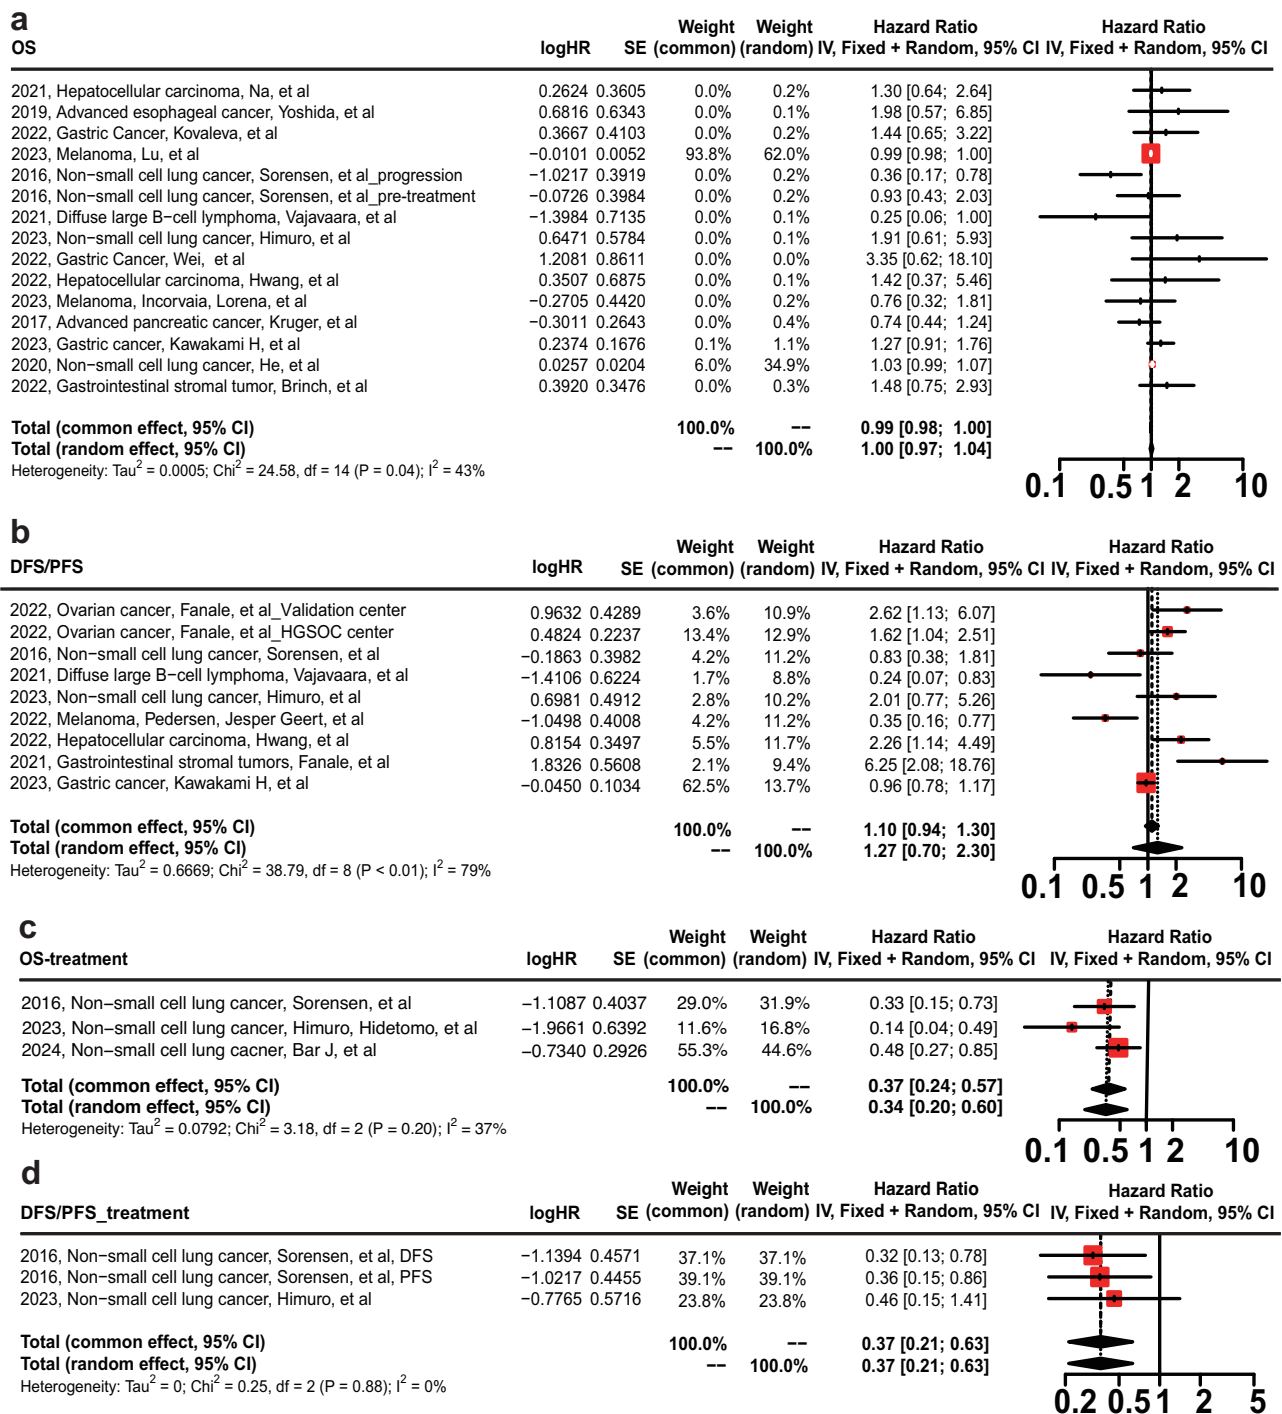 a
Weight Weight Hazard Ratio Hazard Ratio
OS logHR SE (common) (random) IV, Fixed + Random, 95% CI IV, Fixed + Random, 95% CI
2021, Hepatocellular carcinoma, Na, et al 0.2624 0.3605 0.0% 0.2% 1.30 [0.64; 2.64]
2019, Advanced esophageal cancer, Yoshida, et al 0.6816 0.6343 0.0% 0.1% 1.98 [0.57; 6.85]
2022, Gastric Cancer, Kovaleva, et al 0.3667 0.4103 0.0% 0.2% 1.44 [0.65; 3.22]
2023, Melanoma, Lu, et al −0.0101 0.0052 93.8% 62.0% 0.99 [0.98; 1.00]
2016, Non−small cell lung cancer, Sorensen, et al_progression −1.0217 0.3919 0.0% 0.2% 0.36 [0.17; 0.78]
2016, Non−small cell lung cancer, Sorensen, et al_pre-treatment −0.0726 0.3984 0.0% 0.2% 0.93 [0.43; 2.03]
2021, Diffuse large B−cell lymphoma, Vajavaara, et al −1.3984 0.7135 0.0% 0.1% 0.25 [0.06; 1.00]
2023, Non−small cell lung cancer, Himuro, et al 0.6471 0.5784 0.0% 0.1% 1.91 [0.61; 5.93]
2022, Gastric Cancer, Wei, et al 1.2081 0.8611 0.0% 0.0% 3.35 [0.62; 18.10]
2022, Hepatocellular carcinoma, Hwang, et al 0.3507 0.6875 0.0% 0.1% 1.42 [0.37; 5.46]
2023, Melanoma, Incorvaia, Lorena, et al −0.2705 0.4420 0.0% 0.2% 0.76 [0.32; 1.81]
2017, Advanced pancreatic cancer, Kruger, et al −0.3011 0.2643 0.0% 0.4% 0.74 [0.44; 1.24]
2023, Gastric cancer, Kawakami H, et al 0.2374 0.1676 0.1% 1.1% 1.27 [0.91; 1.76]
2020, Non−small cell lung cancer, He, et al 0.0257 0.0204 6.0% 34.9% 1.03 [0.99; 1.07]
2022, Gastrointestinal stromal tumor, Brinch, et al 0.3920 0.3476 0.0% 0.3% 1.48 [0.75; 2.93]
Total (common effect, 95% CI) 100.0% −− 0.99 [0.98; 1.00]
Total (random effect, 95% CI) −− 100.0% 1.00 [0.97; 1.04]
Heterogeneity: Tau² = 0.0005; Chi² = 24.58, df = 14 (P = 0.04); I² = 43%
0.1 0.5 1 2 10
b
Weight Weight Hazard Ratio Hazard Ratio
DFS/PFS logHR SE (common) (random) IV, Fixed + Random, 95% CI IV, Fixed + Random, 95% CI
2022, Ovarian cancer, Fanale, et al_Validation center 0.9632 0.4289 3.6% 10.9% 2.62 [1.13; 6.07]
2022, Ovarian cancer, Fanale, et al_HGSOC center 0.4824 0.2237 13.4% 12.9% 1.62 [1.04; 2.51]
2016, Non−small cell lung cancer, Sorensen, et al −0.1863 0.3982 4.2% 11.2% 0.83 [0.38; 1.81]
2021, Diffuse large B−cell lymphoma, Vajavaara, et al −1.4106 0.6224 1.7% 8.8% 0.24 [0.07; 0.83]
2023, Non−small cell lung cancer, Himuro, et al 0.6981 0.4912 2.8% 10.2% 2.01 [0.77; 5.26]
2022, Melanoma, Pedersen, Jesper Geert, et al −1.0498 0.4008 4.2% 11.2% 0.35 [0.16; 0.77]
2022, Hepatocellular carcinoma, Hwang, et al 0.8154 0.3497 5.5% 11.7% 2.26 [1.14; 4.49]
2021, Gastrointestinal stromal tumors, Fanale, et al 1.8326 0.5608 2.1% 9.4% 6.25 [2.08; 18.76]
2023, Gastric cancer, Kawakami H, et al −0.0450 0.1034 62.5% 13.7% 0.96 [0.78; 1.17]
Total (common effect, 95% CI) 100.0% −− 1.10 [0.94; 1.30]
Total (random effect, 95% CI) −− 100.0% 1.27 [0.70; 2.30]
Heterogeneity: Tau² = 0.6669; Chi² = 38.79, df = 8 (P < 0.01); I² = 79%
0.1 0.5 1 2 10
c
Weight Weight Hazard Ratio Hazard Ratio
OS-treatment logHR SE (common) (random) IV, Fixed + Random, 95% CI IV, Fixed + Random, 95% CI
2016, Non−small cell lung cancer, Sorensen, et al −1.1087 0.4037 29.0% 31.9% 0.33 [0.15; 0.73]
2023, Non−small cell lung cancer, Himuro, Hidetomo, et al −1.9661 0.6392 11.6% 16.8% 0.14 [0.04; 0.49]
2024, Non−small cell lung cacner, Bar J, et al −0.7340 0.2926 55.3% 44.6% 0.48 [0.27; 0.85]
Total (common effect, 95% CI) 100.0% −− 0.37 [0.24; 0.57]
Total (random effect, 95% CI) −− 100.0% 0.34 [0.20; 0.60]
Heterogeneity: Tau² = 0.0792; Chi² = 3.18, df = 2 (P = 0.20); I² = 37%
0.1 0.5 1 2 10
d
Weight Weight Hazard Ratio Hazard Ratio
DFS/PFS_treatment logHR SE (common) (random) IV, Fixed + Random, 95% CI IV, Fixed + Random, 95% CI
2016, Non−small cell lung cancer, Sorensen, et al, DFS −1.1394 0.4571 37.1% 37.1% 0.32 [0.13; 0.78]
2016, Non−small cell lung cancer, Sorensen, et al, PFS −1.0217 0.4455 39.1% 39.1% 0.36 [0.15; 0.86]
2023, Non−small cell lung cancer, Himuro, et al −0.7765 0.5716 23.8% 23.8% 0.46 [0.15; 1.41]
Total (common effect, 95% CI) 100.0% −− 0.37 [0.21; 0.63]
Total (random effect, 95% CI) −− 100.0% 0.37 [0.21; 0.63]
Heterogeneity: Tau² = 0; Chi² = 0.25, df = 2 (P = 0.88); I² = 0%
0.2 0.5 1 2 5